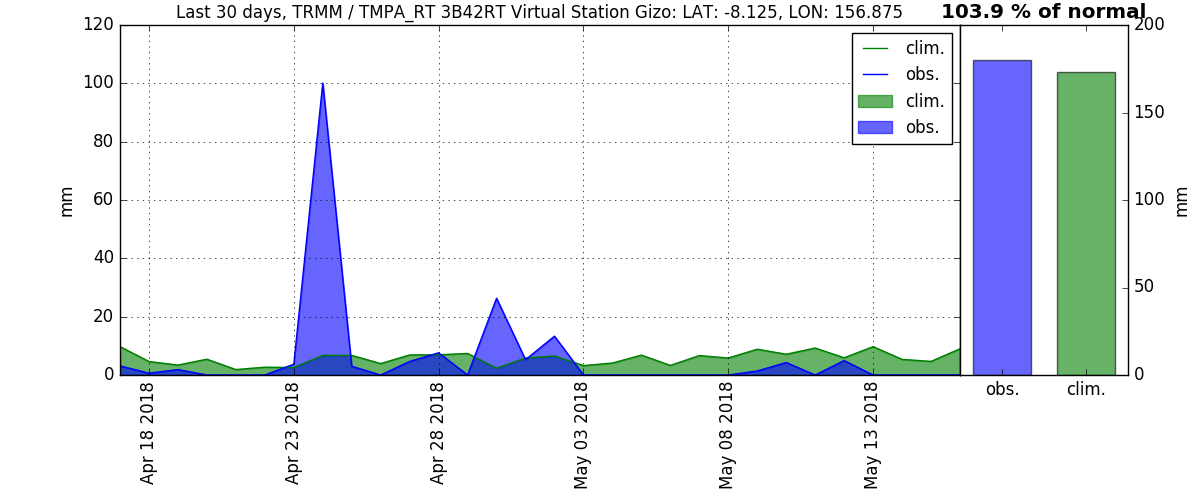 Last 30 days, TRMM / TMPA_RT 3B42RT Virtual Station Gizo: LAT: -8.125, LON: 156.875
103.9 % of normal
120
100
80
60
40
20
0
mm
clim.
obs.
clim.
obs.
Apr 18 2018
Apr 23 2018
Apr 28 2018
May 03 2018
May 08 2018
May 13 2018
200
150
100
50
0
mm
obs.
clim.